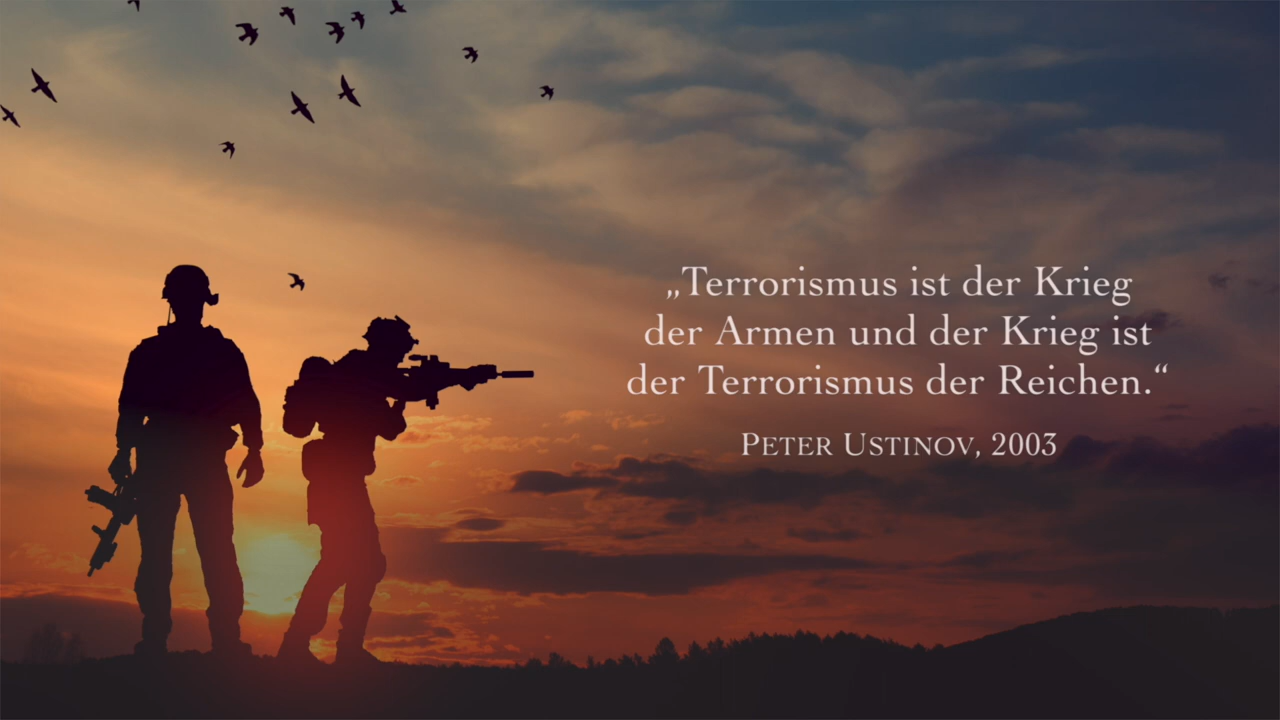 „Terrorismus ist der Krieg
der Armen und der Krieg ist
der Terrorismus der Reichen.“
Peter Ustinov, 2003